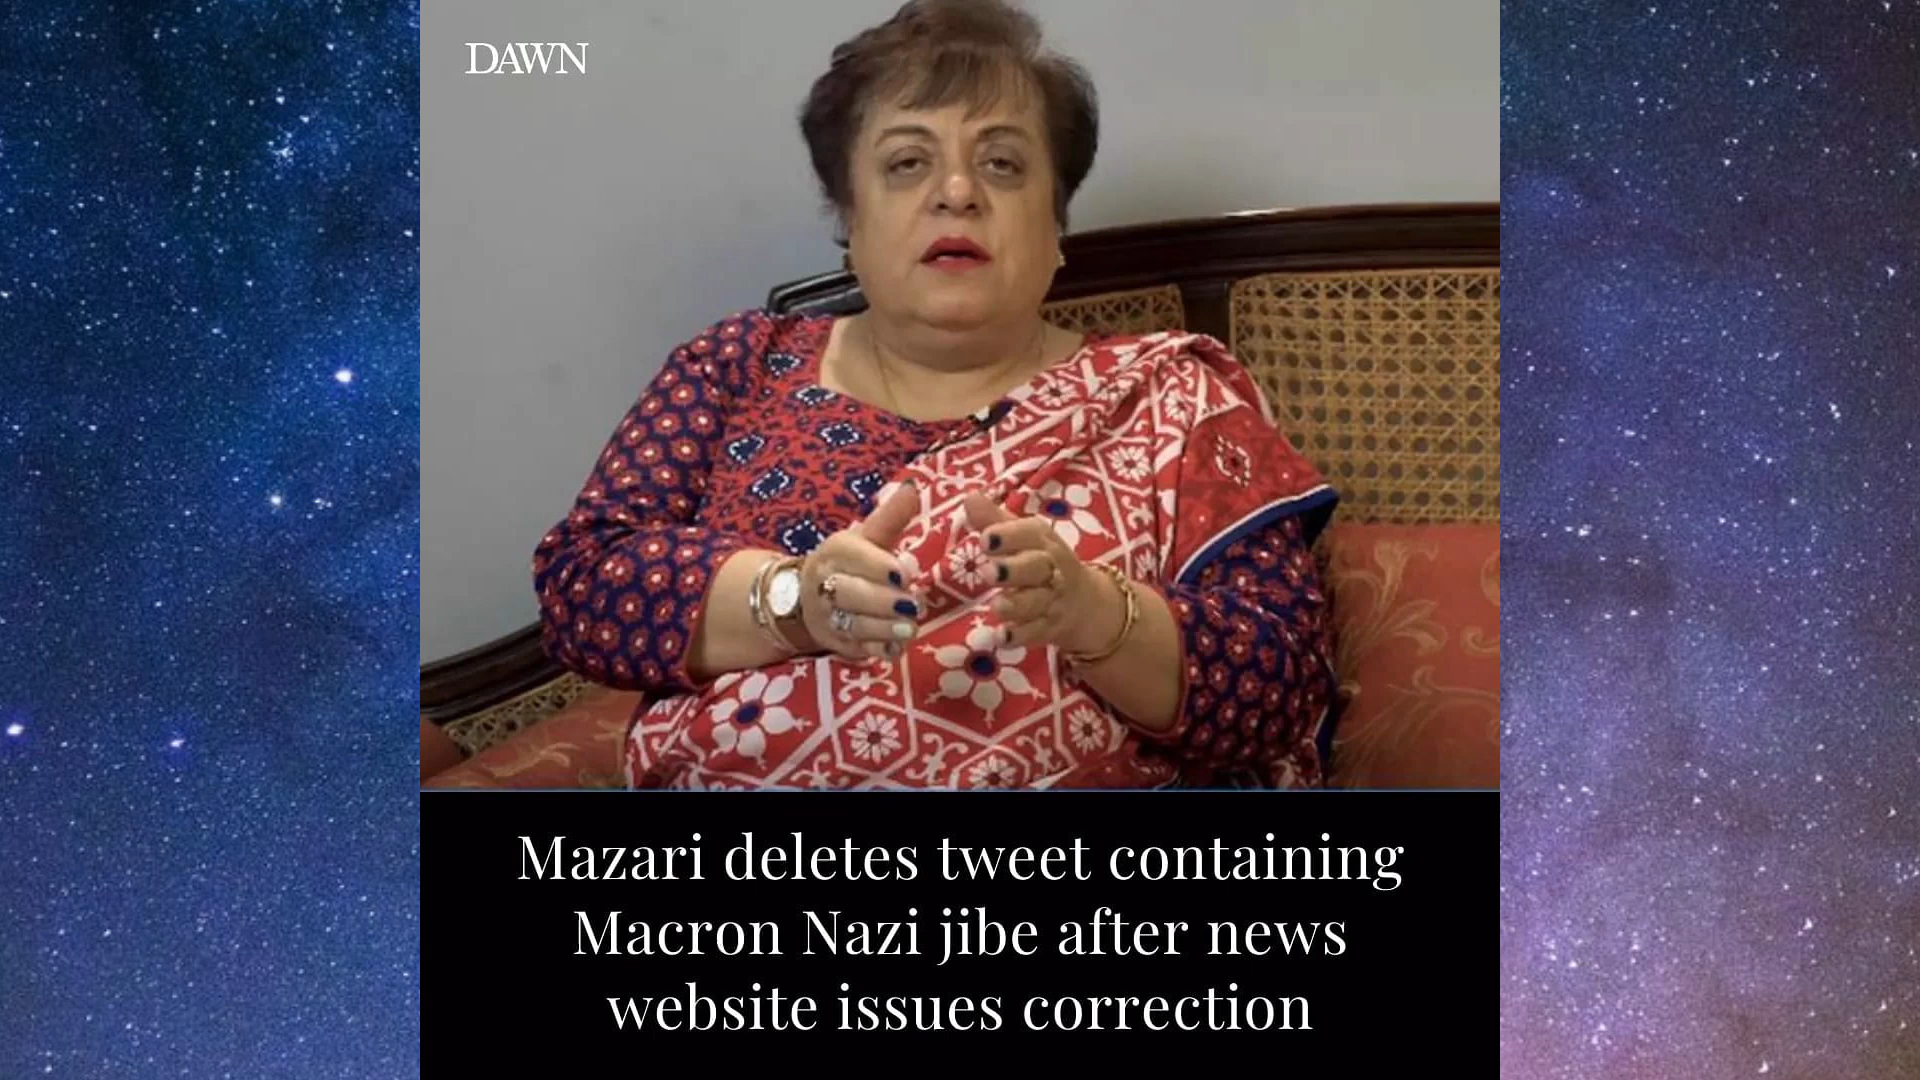 DAWN
Mazari deletes tweet containing
Macron Nazi jibe after news
website issues correction